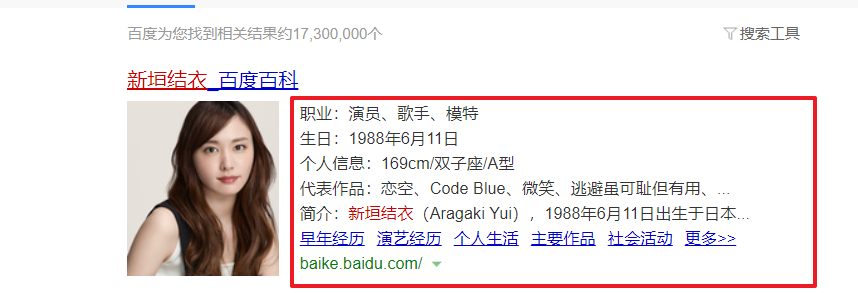 百度为您找到相关结果约17,300,000个
搜索工具
新垣结衣_百度百科
职业：演员、歌手、模特
生日：1988年6月11日
个人信息：169cm/双子座/A型
代表作品：恋空、Code Blue、微笑、逃避虽可耻但有用、...
简介：新垣结衣（Aragaki Yui），1988年6月11日出生于日本...
早年经历 演艺经历 个人生活 主要作品 社会活动 更多>>
baike.baidu.com/